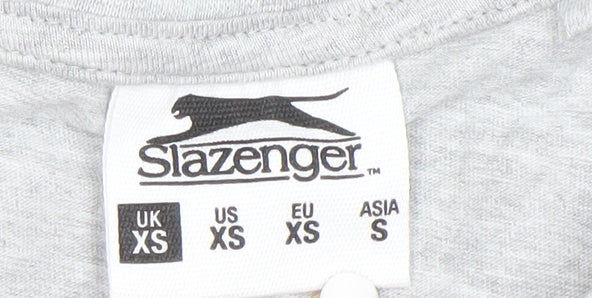 Slazenger™
UK US EU ASIA
XS XS XS S